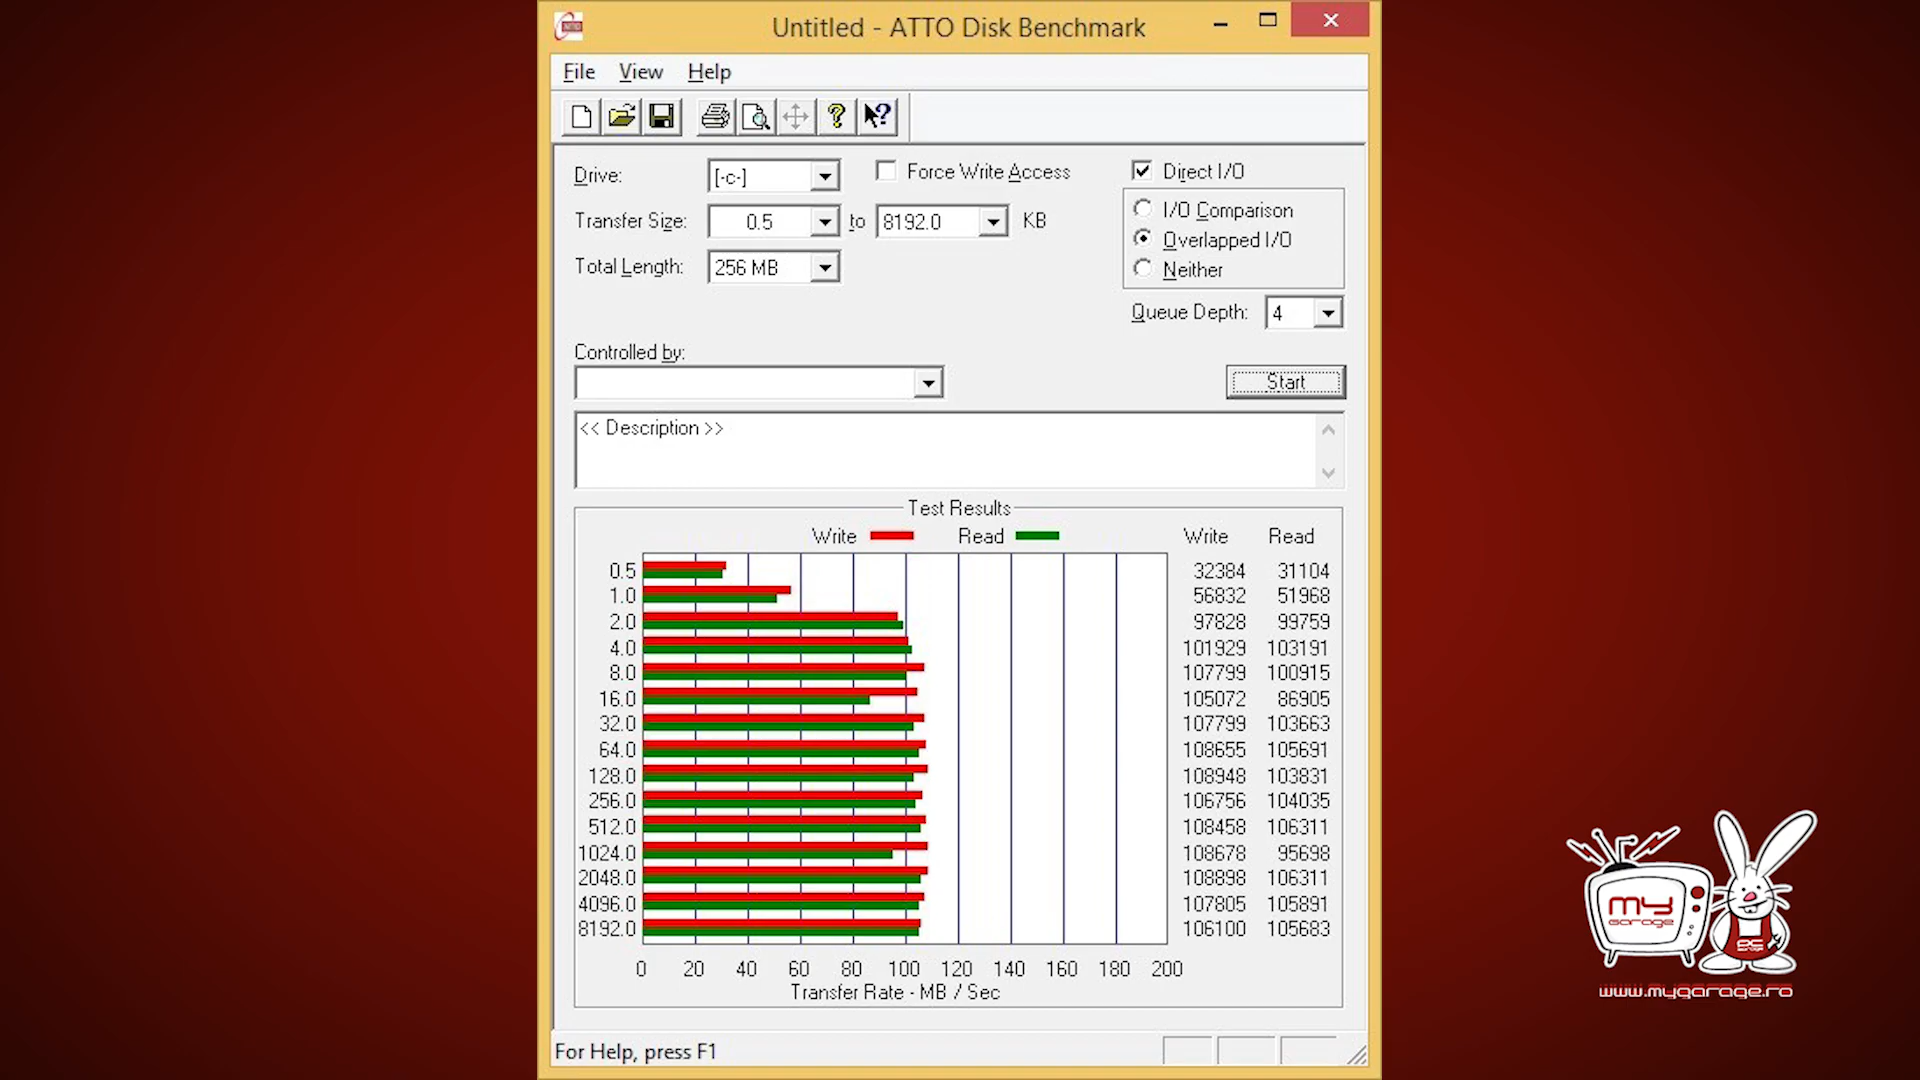 Untitled - ATTO Disk Benchmark
File View Help
Drive: [-c-] Force Write Access Direct I/O
Transfer Size: 0.5 to 8192.0 KB I/O Comparison
Overlapped I/O
Total Length: 256 MB Neither
Queue Depth: 4
Controlled by:
Start
<< Description >>
Test Results
Write Read Write Read
0.5 32384 31104
1.0 56832 51968
2.0 97828 99759
4.0 101929 103191
8.0 107799 100915
16.0 105072 86905
32.0 107799 103663
64.0 108655 105691
128.0 108948 103831
256.0 106756 104035
512.0 108458 106311
1024.0 108678 95698
2048.0 108898 106311
4096.0 107805 105891
8192.0 106100 105683
0 20 40 60 80 100 120 140 160 180 200
Transfer Rate - MB / Sec
For Help, press F1
my
garage
PC
www.mygarage.ro